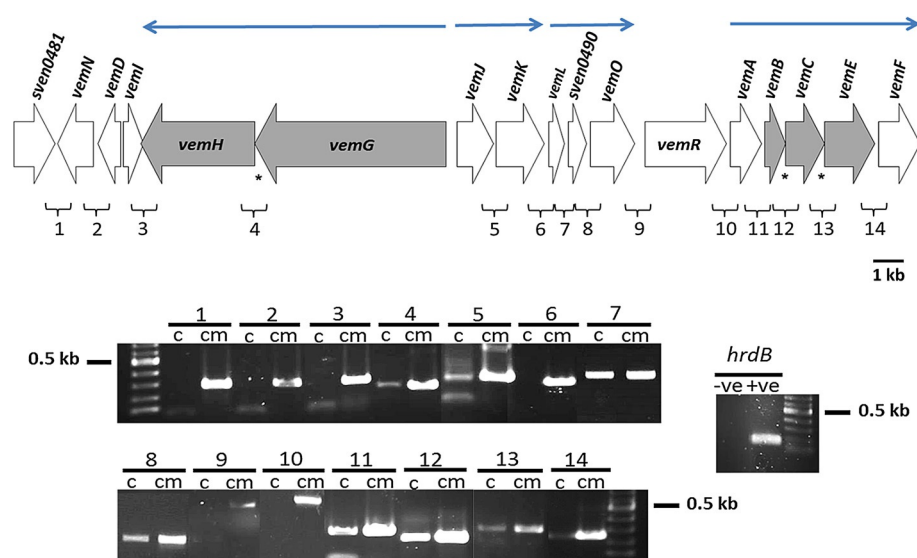 sven0481 vemN vemD vemI vemJ vemK vemL sven0490 vemO vemA vemB vemC vemE vemF
vemH vemG vemR
* * *
1 2 3 4 5 6 7 8 9 10 11 12 13 14
1 kb
1 2 3 4 5 6 7
c cm c cm c cm c cm c cm c cm c cm
0.5 kb
hrdB
-ve +ve
0.5 kb
8 9 10 11 12 13 14
c cm c cm c cm c cm c cm c cm c cm
0.5 kb